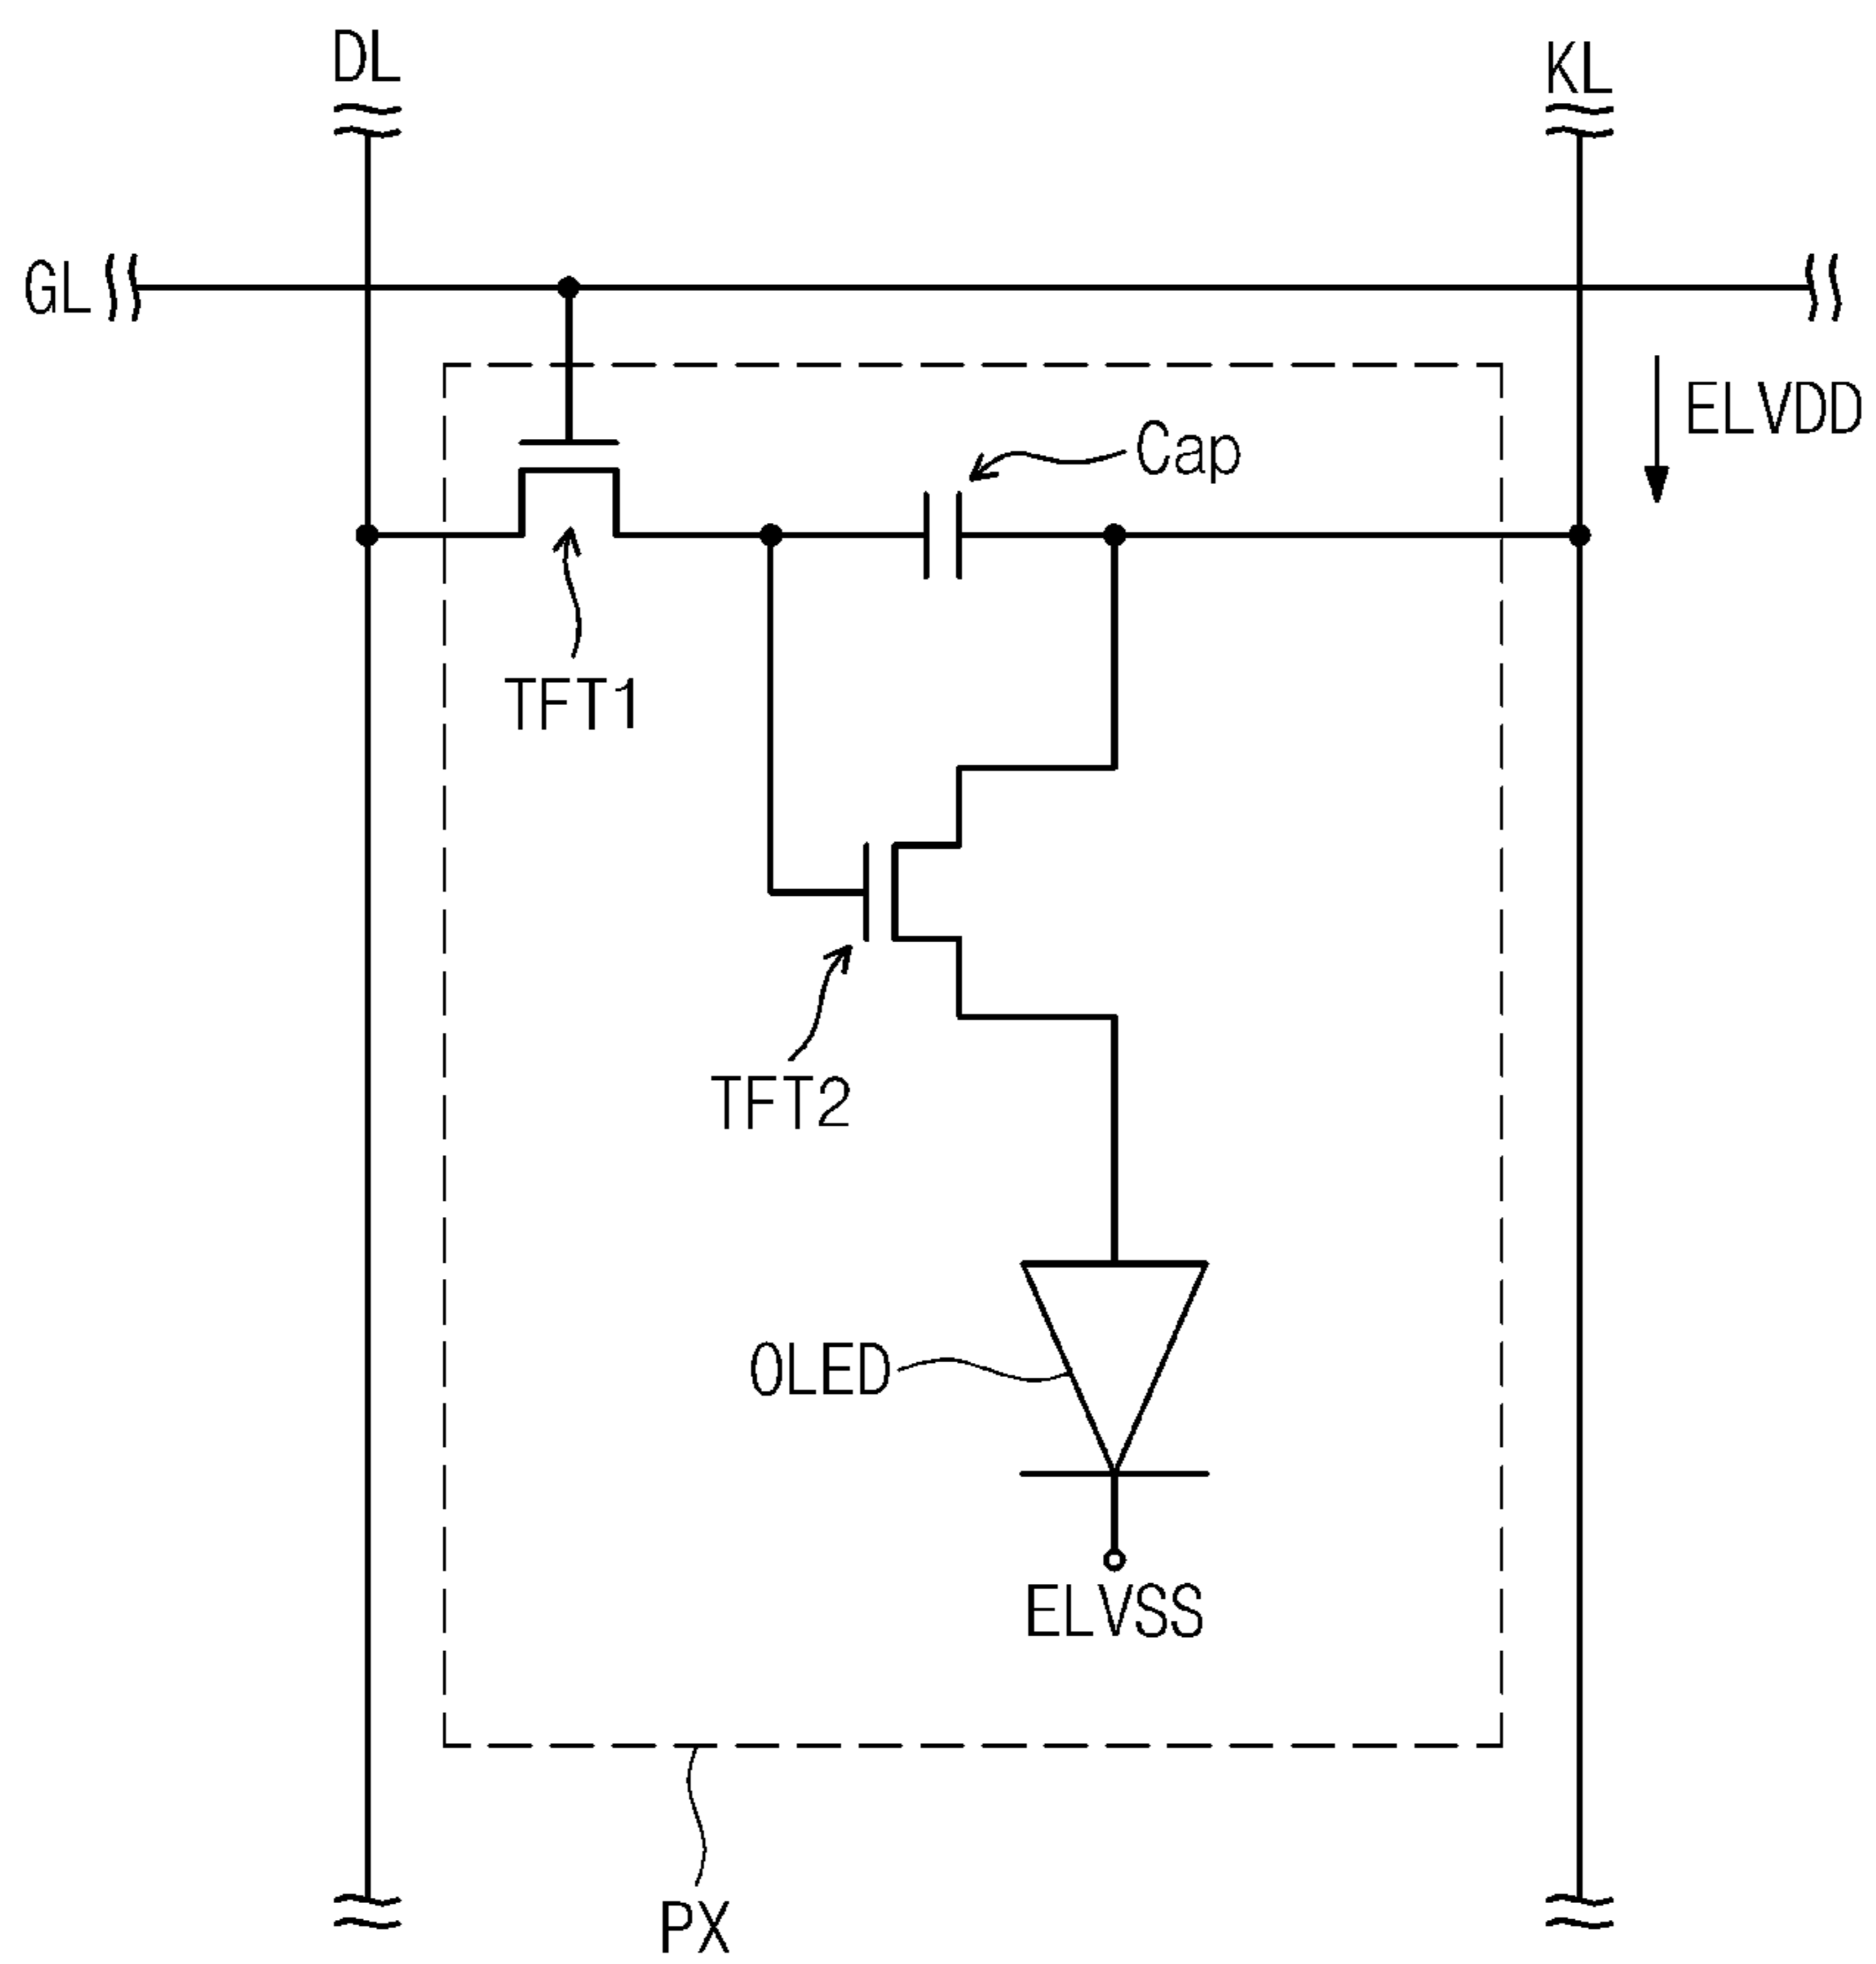 DL
KL
GL
ELVDD
Cap
TFT1
TFT2
OLED
ELVSS
PX